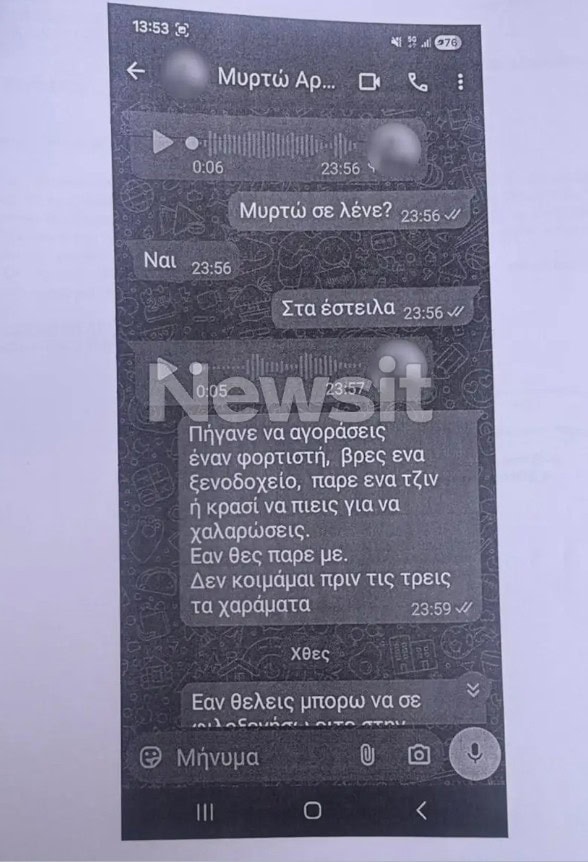 13:53
5G 76
Μυρτώ Αρ...
0:06 23:56
Μυρτώ σε λένε? 23:56
Ναι 23:56
Στα έστειλα 23:56
0:05 23:57
Newsit
Πήγανε να αγοράσεις
έναν φορτιστή, βρες ενα
ξενοδοχείο, παρε ενα τζιν
ή κρασί να πιεις για να
χαλαρώσεις.
Εαν θες παρε με.
Δεν κοιμάμαι πριν τις τρεις
τα χαράματα 23:59
Χθες
Εαν θελεις μπορω να σε
Μήνυμα